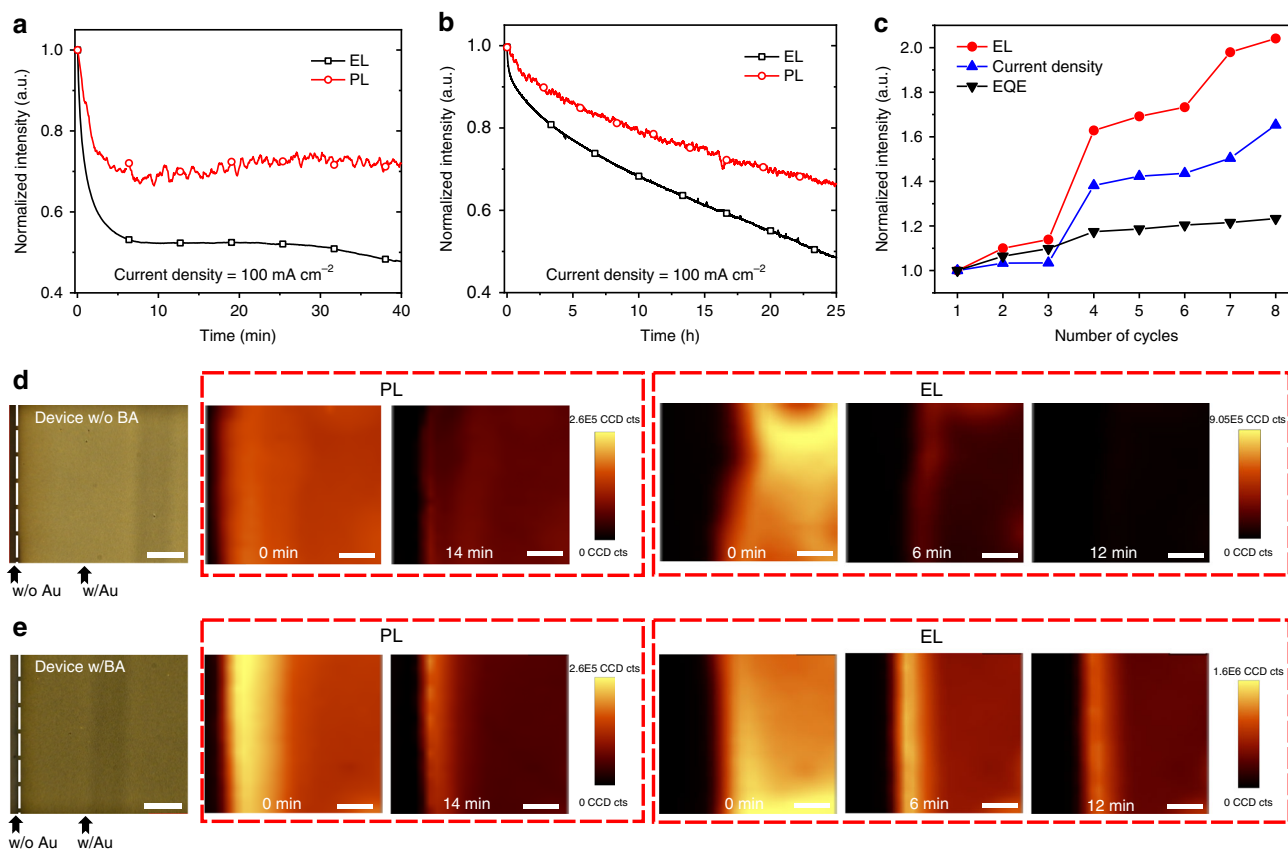 a
Normalized intensity (a.u.)
1.0
0.8
0.6
0.4
EL
PL
Current density = 100 mA cm⁻²
0 10 20 30 40
Time (min)
b
Normalized intensity (a.u.)
1.0
0.8
0.6
0.4
EL
PL
Current density = 100 mA cm⁻²
0 5 10 15 20 25
Time (h)
c
Normalized intensity (a.u.)
2.0
1.8
1.6
1.4
1.2
1.0
EL
Current density
EQE
1 2 3 4 5 6 7 8
Number of cycles
d
Device w/o BA
w/o Au w/Au
PL
0 min
14 min
2.6E5 CCD cts
0 CCD cts
EL
0 min
6 min
12 min
9.05E5 CCD cts
0 CCD cts
e
Device w/BA
w/o Au w/Au
PL
0 min
14 min
2.6E5 CCD cts
0 CCD cts
EL
0 min
6 min
12 min
1.6E6 CCD cts
0 CCD cts